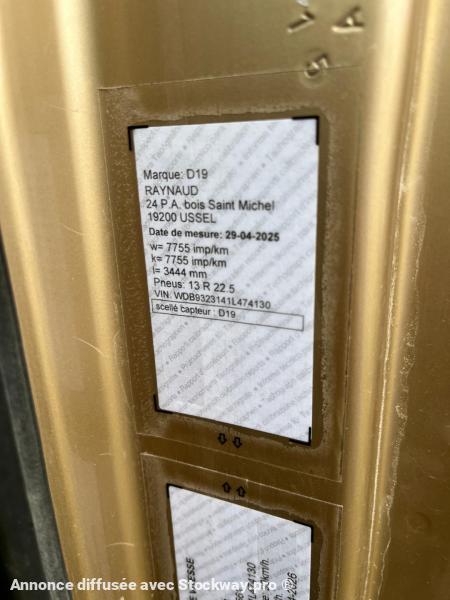 Marque: D19
RAYNAUD
24 P.A. bois Saint Michel
19200 USSEL
Date de mesure: 29-04-2025
w= 7755 imp/km
k= 7755 imp/km
l= 3444 mm
Pneus: 13 R 22.5
VIN: WDB9323141L474130
scellé capteur : D19
Annonce diffusée avec Stockway.pro ®